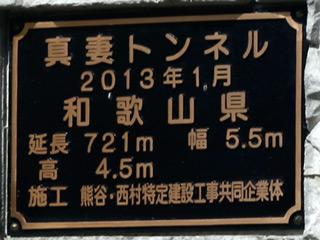 真妻トンネル
2013年1月
和歌山県
延長 721m 幅 5.5m
高 4.5m
施工 熊谷・西村特定建設工事共同企業体